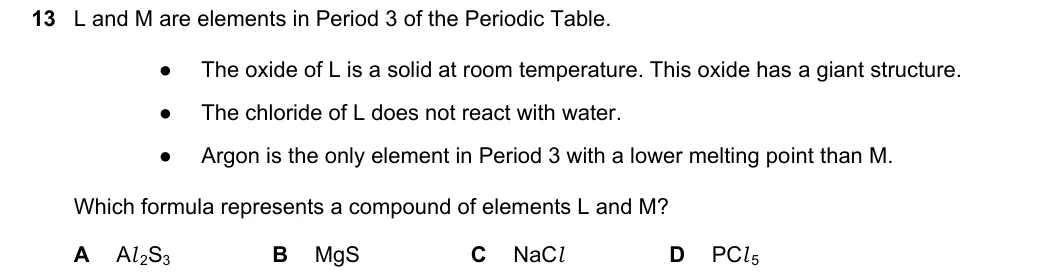 13 L and M are elements in Period 3 of the Periodic Table.
● The oxide of L is a solid at room temperature. This oxide has a giant structure.
● The chloride of L does not react with water.
● Argon is the only element in Period 3 with a lower melting point than M.
Which formula represents a compound of elements L and M?
A Al₂S₃ B MgS C NaCl D PCl₅